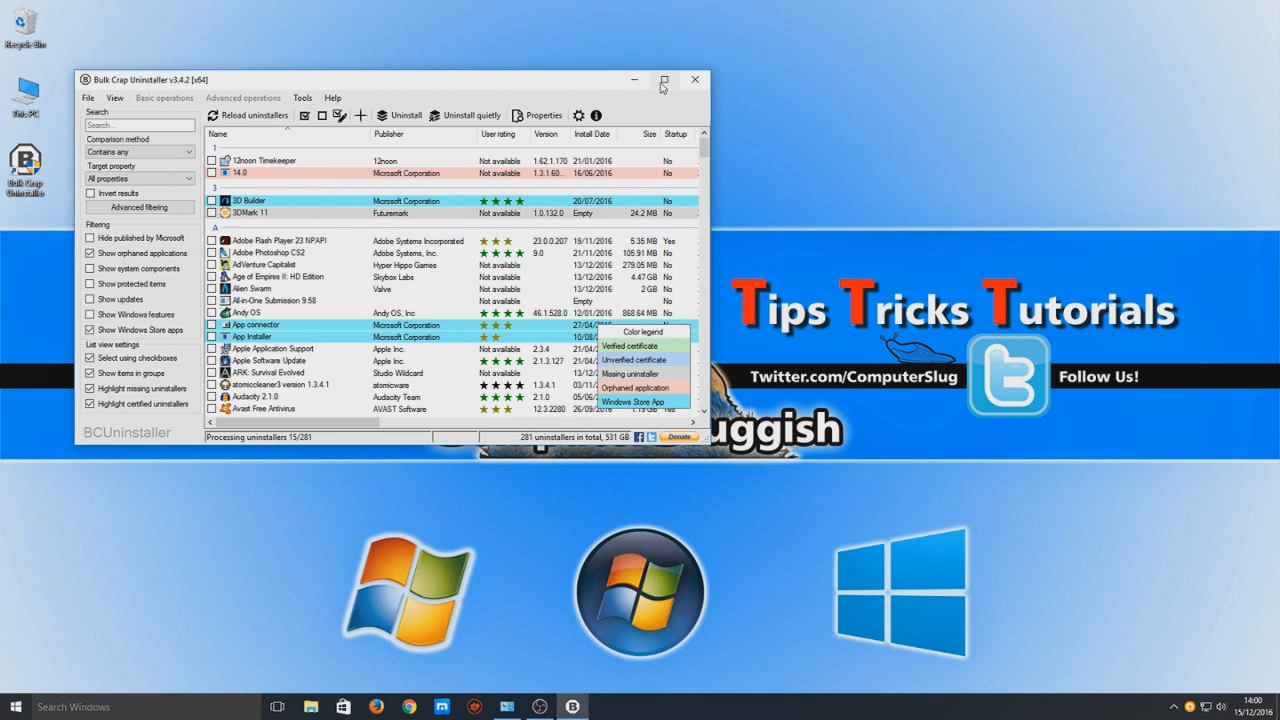 Recycle Bin
This PC
Bulk Crap Uninstaller
Bulk Crap Uninstaller v3.4.2 [x64]
File View Basic operations Advanced operations Tools Help
Search
Search...
Comparison method
Contains any
Target property
All properties
Invert results
Advanced filtering
Filtering
Hide published by Microsoft
Show orphaned applications
Show system components
Show protected items
Show updates
Show Windows features
Show Windows Store apps
List view settings
Select using checkboxes
Show items in groups
Highlight missing uninstallers
Highlight certified uninstallers
BCUninstaller
Reload uninstallers Uninstall Uninstall quietly Properties
Name Publisher User rating Version Install Date Size Startup
1
12noon Timekeeper 12noon Not available 1.62.1.170 21/01/2016 No
14.0 Microsoft Corporation Not available 1.3.1.60... 16/06/2016 No
3
3D Builder Microsoft Corporation 20/07/2016 No
3DMark 11 Futuremark Not available 1.0.132.0 Empty 24.2 MB No
A
Adobe Flash Player 23 NPAPI Adobe Systems Incorporated 23.0.0.207 19/11/2016 5.35 MB Yes
Adobe Photoshop CS2 Adobe Systems, Inc. 9.0 21/11/2016 105.91 MB No
AdVenture Capitalist Hyper Hippo Games Not available 13/12/2016 279.05 MB No
Age of Empires II: HD Edition Skybox Labs Not available 13/12/2016 4.47 GB No
Alien Swarm Valve Not available 13/12/2016 2 GB No
All-in-One Submission 9.58 Not available Empty No
Andy OS Andy OS, Inc 46.1.528.0 12/01/2016 868.64 MB No
App connector Microsoft Corporation 27/04/
App Installer Microsoft Corporation 10/08/
Apple Application Support Apple Inc. Not available 2.3.4 13/11/
Apple Software Update Apple Inc. 2.1.3.127 05/11/
ARK: Survival Evolved Studio Wildcard Not available 13/12/
atomiccleaner3 version 1.3.4.1 atomicware 1.3.4.1 03/11/
Audacity 2.1.0 Audacity Team 2.1.0 05/06/
Avast Free Antivirus AVAST Software 12.3.2280 26/09/2016 1.19 GB Yes
Color legend
Verified certificate
Unverified certificate
Missing uninstaller
Orphaned application
Windows Store App
Processing uninstallers 15/281 281 uninstallers in total, 531 GB Donate
Tips Tricks Tutorials
Twitter.com/ComputerSlug Follow Us!
uggish
Search Windows
14:00
15/12/2016